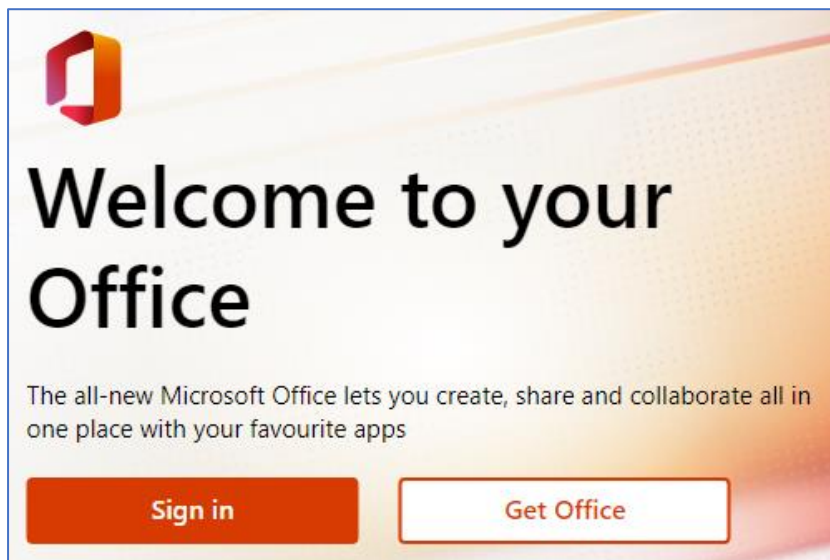 Welcome to your
Office
The all-new Microsoft Office lets you create, share and collaborate all in
one place with your favourite apps
Sign in
Get Office